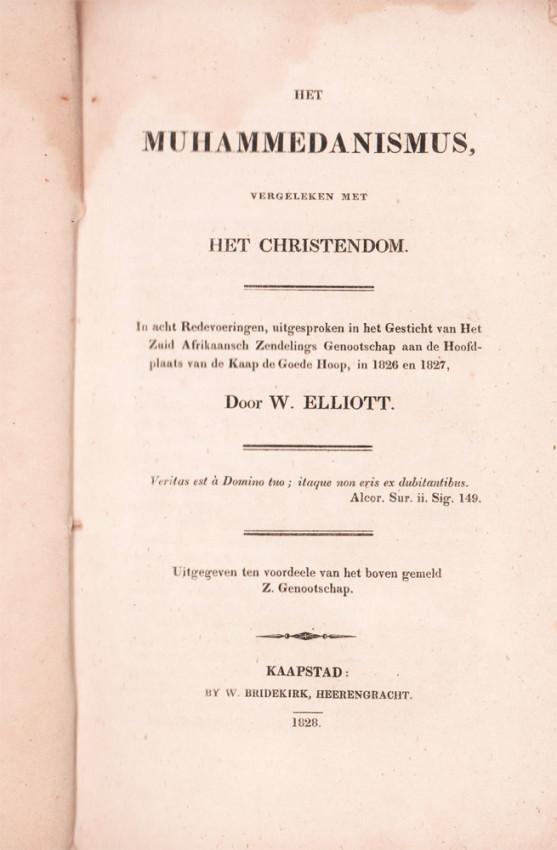 HET
MUHAMMEDANISMUS,
VERGELEKEN MET
HET CHRISTENDOM.
In acht Redevoeringen, uitgesproken in het Gesticht van Het
Zuid Afrikaansch Zendelings Genootschap aan de Hoofd-
plaats van de Kaap de Goede Hoop, in 1826 en 1827,
Door W. ELLIOTT.
Veritas est à Domino tuo; itaque non eris ex dubitantibus.
Alcor. Sur. ii. Sig. 149.
Uitgegeven ten voordeele van het boven gemeld
Z. Genootschap.
KAAPSTAD:
BY W. BRIDEKIRK, HEERENGRACHT.
1828.